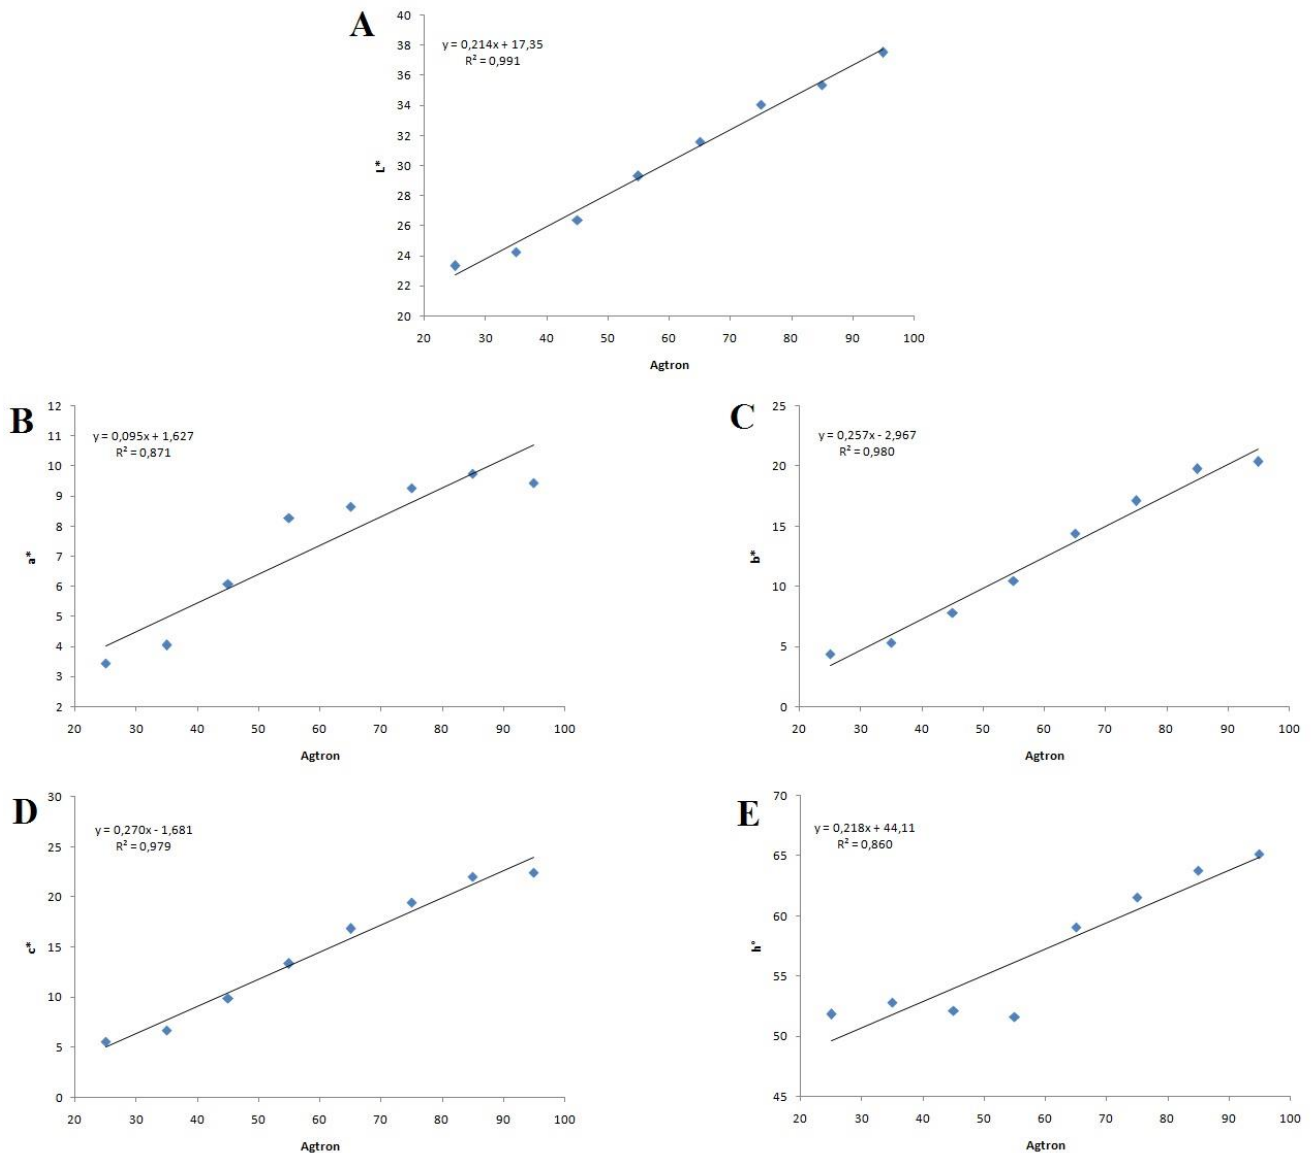 A
y = 0,214x + 17,35
R² = 0,991
40
38
36
34
32
30
28
26
24
22
20
L*
20 30 40 50 60 70 80 90 100
Agtron
B
y = 0,095x + 1,627
R² = 0,871
12
11
10
9
8
7
6
5
4
3
2
a*
20 30 40 50 60 70 80 90 100
Agtron
C
y = 0,257x - 2,967
R² = 0,980
25
20
15
10
5
0
b*
20 30 40 50 60 70 80 90 100
Agtron
D
y = 0,270x - 1,681
R² = 0,979
30
25
20
15
10
5
0
c*
20 30 40 50 60 70 80 90 100
Agtron
E
y = 0,218x + 44,11
R² = 0,860
70
65
60
55
50
45
h°
20 30 40 50 60 70 80 90 100
Agtron